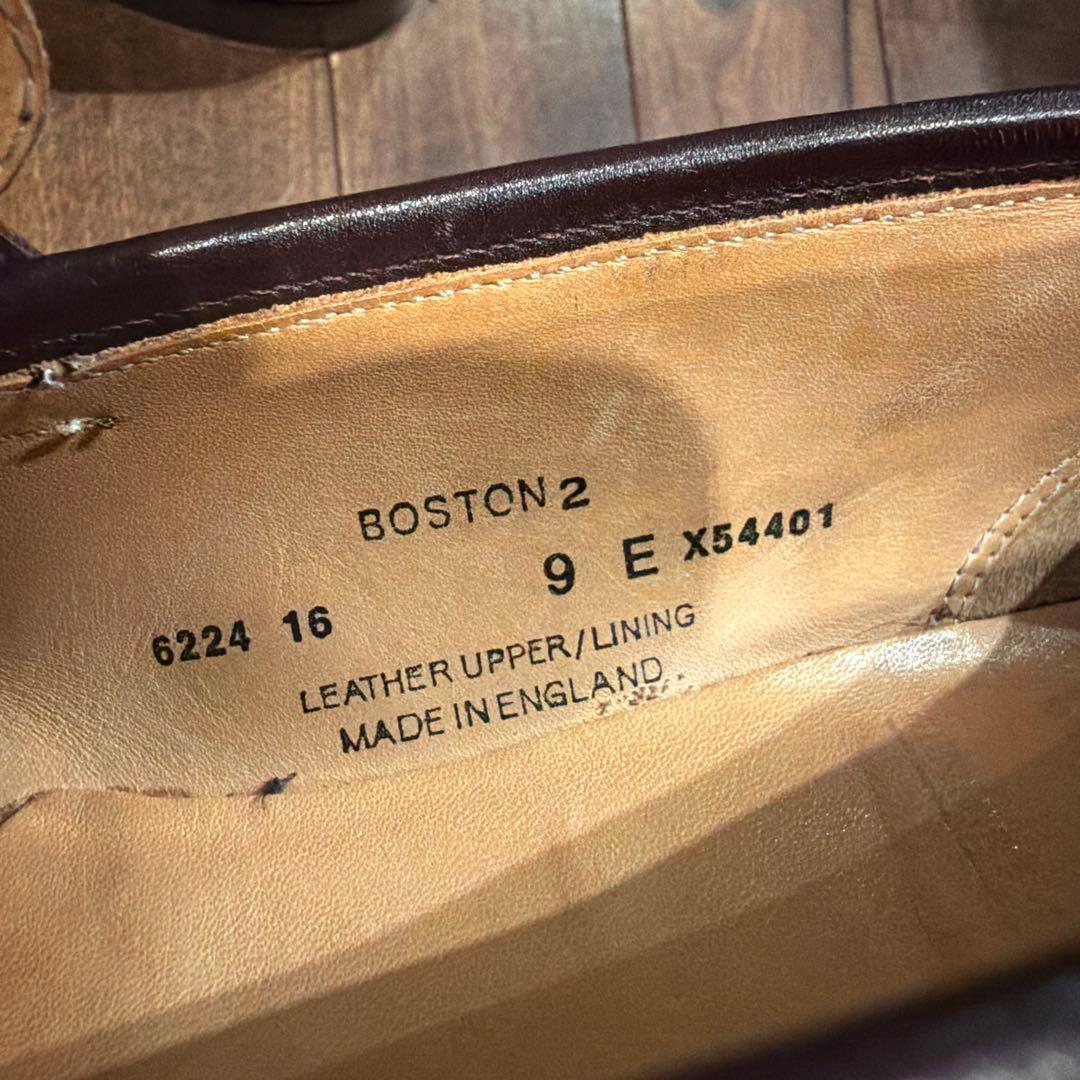 BOSTON 2
9 E X54401
6224 16
LEATHER UPPER/LINING
MADE IN ENGLAND